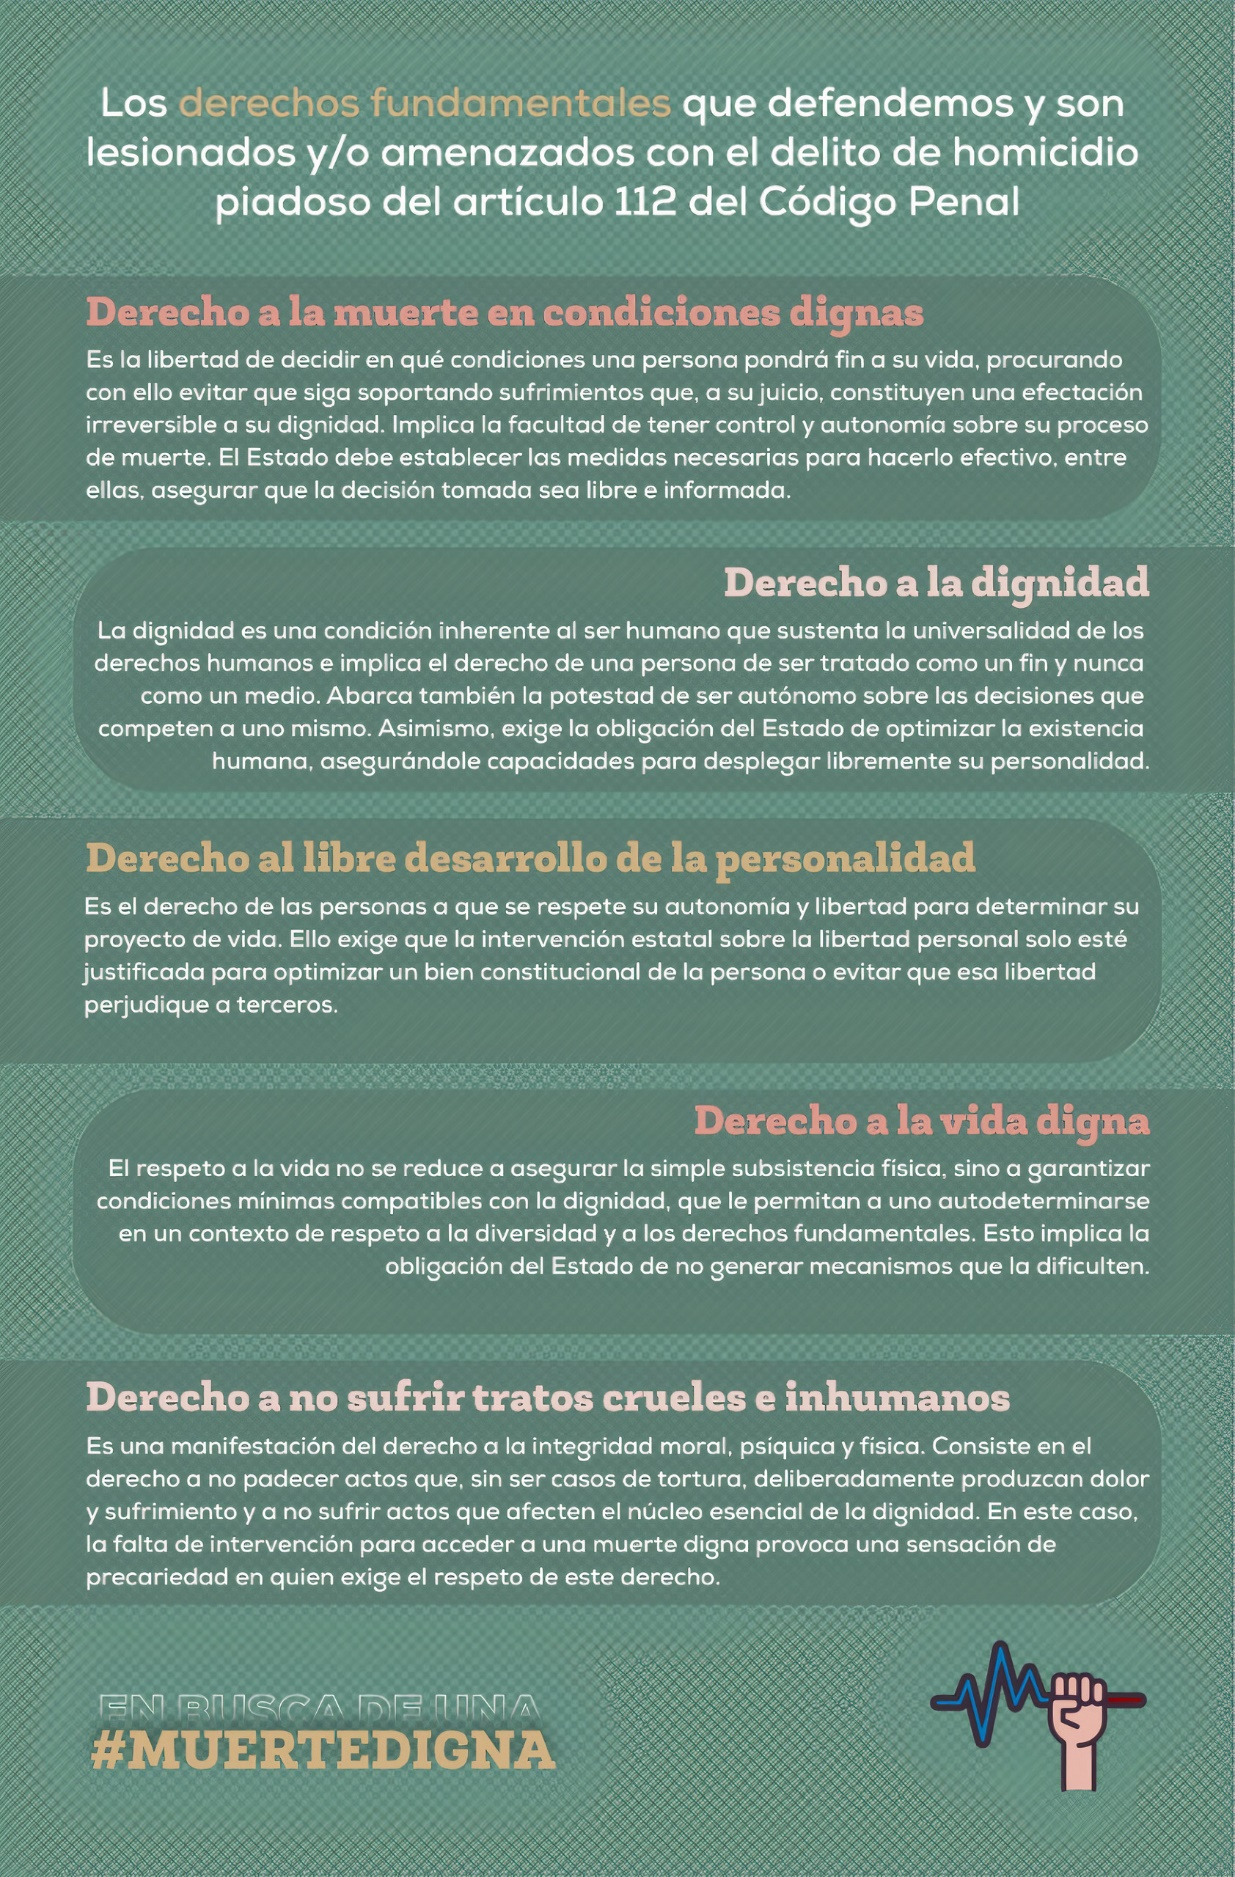 Los derechos fundamentales que defendemos y son
lesionados y/o amenazados con el delito de homicidio
piadoso del artículo 112 del Código Penal
Derecho a la muerte en condiciones dignas
Es la libertad de decidir en qué condiciones una persona pondrá fin a su vida, procurando
con ello evitar que siga soportando sufrimientos que, a su juicio, constituyen una efectación
irreversible a su dignidad. Implica la facultad de tener control y autonomía sobre su proceso
de muerte. El Estado debe establecer las medidas necesarias para hacerlo efectivo, entre
ellas, asegurar que la decisión tomada sea libre e informada.
Derecho a la dignidad
La dignidad es una condición inherente al ser humano que sustenta la universalidad de los
derechos humanos e implica el derecho de una persona de ser tratado como un fin y nunca
como un medio. Abarca también la potestad de ser autónomo sobre las decisiones que
competen a uno mismo. Asimismo, exige la obligación del Estado de optimizar la existencia
humana, asegurándole capacidades para desplegar libremente su personalidad.
Derecho al libre desarrollo de la personalidad
Es el derecho de las personas a que se respete su autonomía y libertad para determinar su
proyecto de vida. Ello exige que la intervención estatal sobre la libertad personal solo esté
justificada para optimizar un bien constitucional de la persona o evitar que esa libertad
perjudique a terceros.
Derecho a la vida digna
El respeto a la vida no se reduce a asegurar la simple subsistencia física, sino a garantizar
condiciones mínimas compatibles con la dignidad, que le permitan a uno autodeterminarse
en un contexto de respeto a la diversidad y a los derechos fundamentales. Esto implica la
obligación del Estado de no generar mecanismos que la dificulten.
Derecho a no sufrir tratos crueles e inhumanos
Es una manifestación del derecho a la integridad moral, psíquica y física. Consiste en el
derecho a no padecer actos que, sin ser casos de tortura, deliberadamente produzcan dolor
y sufrimiento y a no sufrir actos que afecten el núcleo esencial de la dignidad. En este caso,
la falta de intervención para acceder a una muerte digna provoca una sensación de
precariedad en quien exige el respeto de este derecho.
EN BUSCA DE UNA
#MUERTEDIGNA